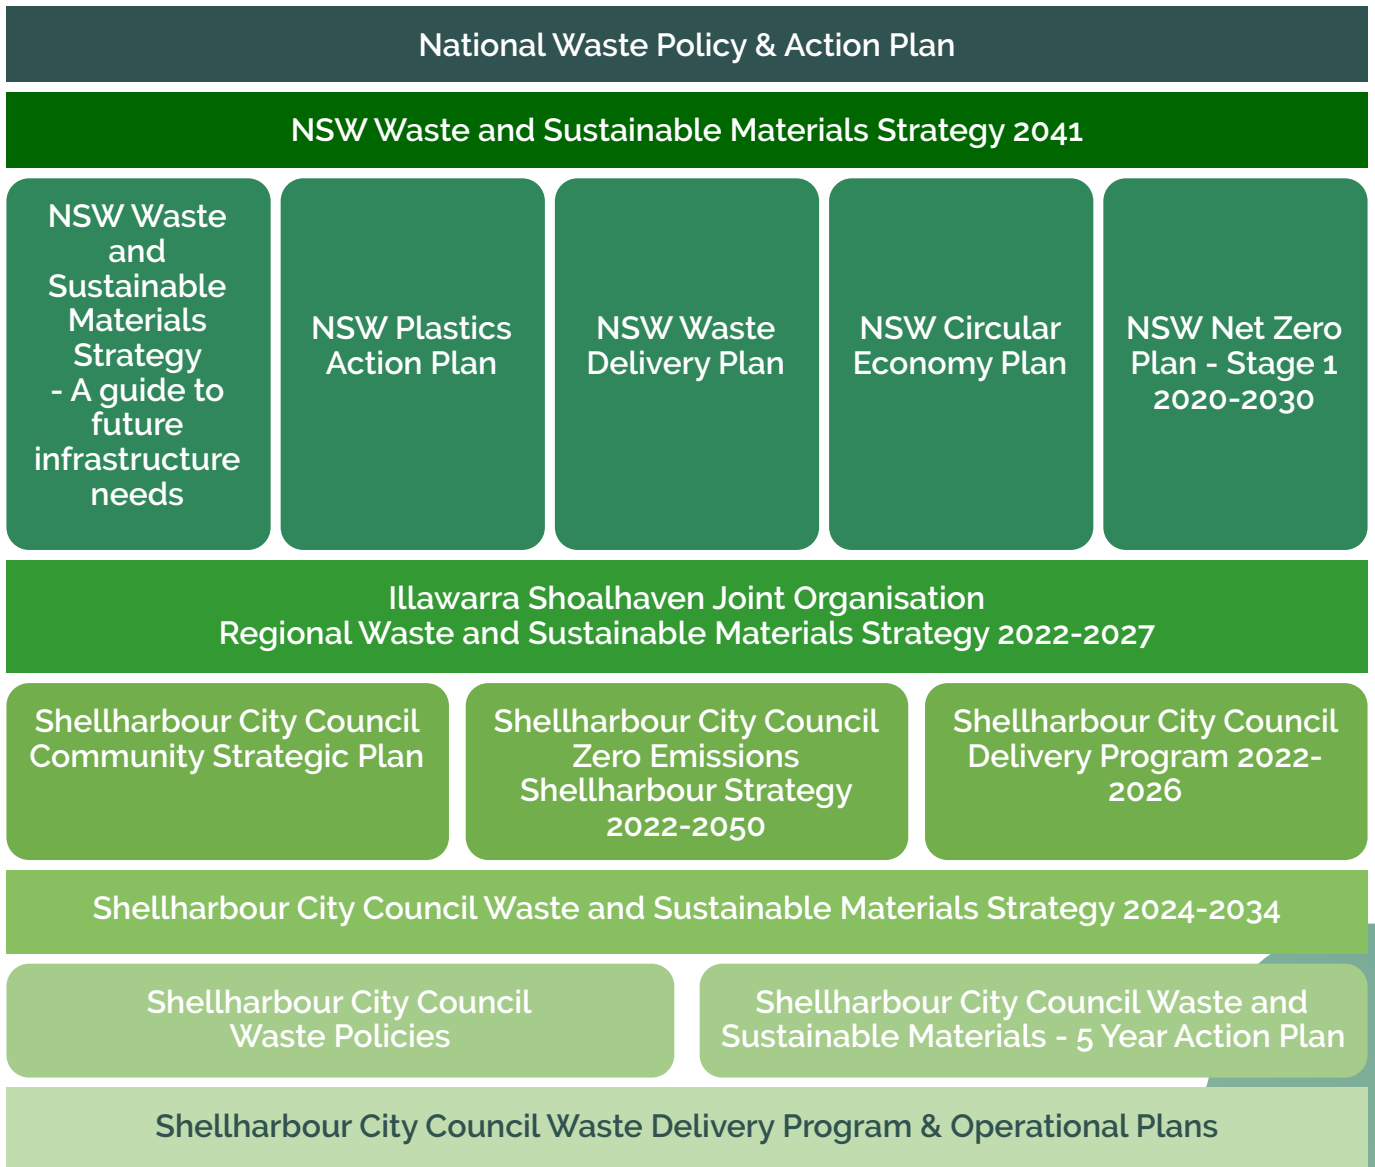 National Waste Policy & Action Plan
NSW Waste and Sustainable Materials Strategy 2041
NSW Waste
and
Sustainable
Materials
Strategy
- A guide to
future
infrastructure
needs
NSW Plastics
Action Plan
NSW Waste
Delivery Plan
NSW Circular
Economy Plan
NSW Net Zero
Plan - Stage 1
2020-2030
Illawarra Shoalhaven Joint Organisation
Regional Waste and Sustainable Materials Strategy 2022-2027
Shellharbour City Council
Community Strategic Plan
Shellharbour City Council
Zero Emissions
Shellharbour Strategy
2022-2050
Shellharbour City Council
Delivery Program 2022-
2026
Shellharbour City Council Waste and Sustainable Materials Strategy 2024-2034
Shellharbour City Council
Waste Policies
Shellharbour City Council Waste and
Sustainable Materials - 5 Year Action Plan
Shellharbour City Council Waste Delivery Program & Operational Plans